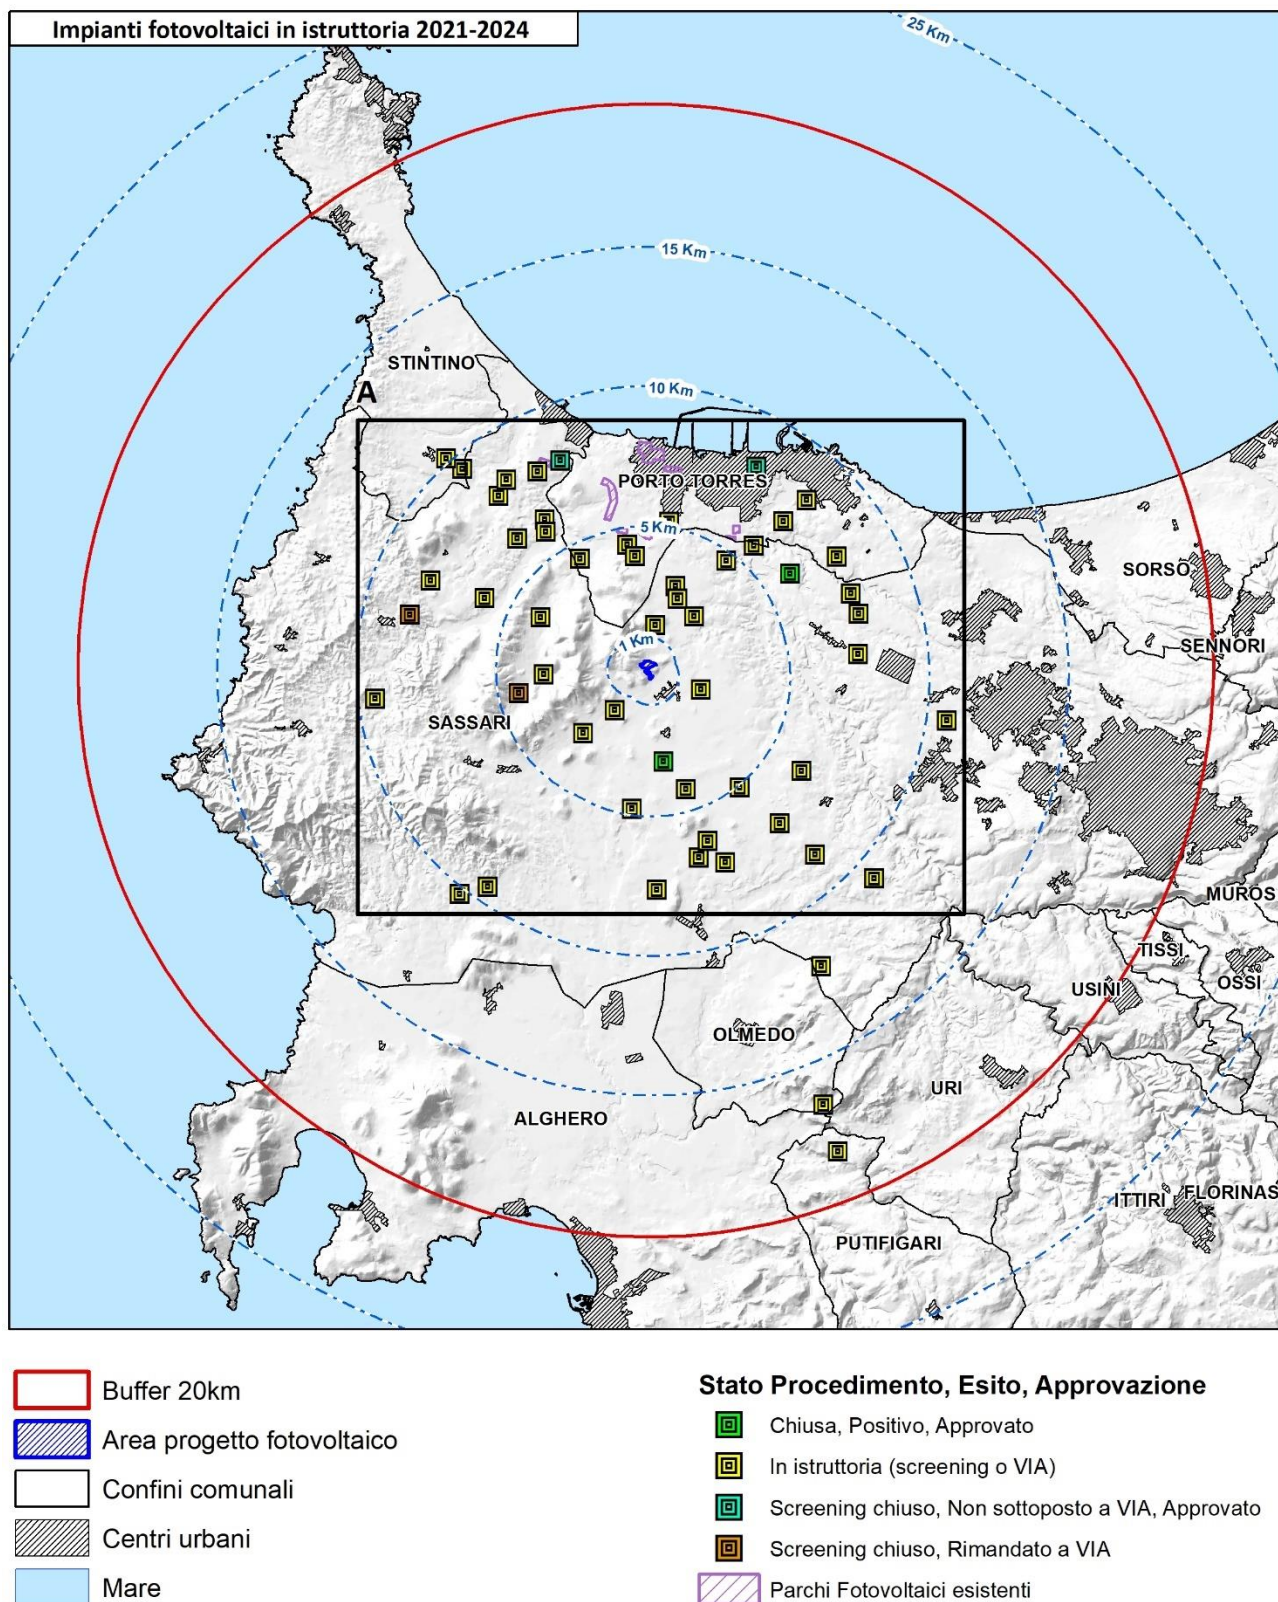 Impianti fotovoltaici in istruttoria 2021-2024
25 Km
15 Km
STINTINO
A
10 Km
PORTO TORRES
5 Km
SORSO
1 Km
SENNORI
SASSARI
MUROS
TISSI
USINI
OSSI
OLMEDO
URI
ALGHERO
ITTIRI
FLORINAS
PUTIFIGARI
Buffer 20km
Area progetto fotovoltaico
Confini comunali
Centri urbani
Mare
Stato Procedimento, Esito, Approvazione
Chiusa, Positivo, Approvato
In istruttoria (screening o VIA)
Screening chiuso, Non sottoposto a VIA, Approvato
Screening chiuso, Rimandato a VIA
Parchi Fotovoltaici esistenti